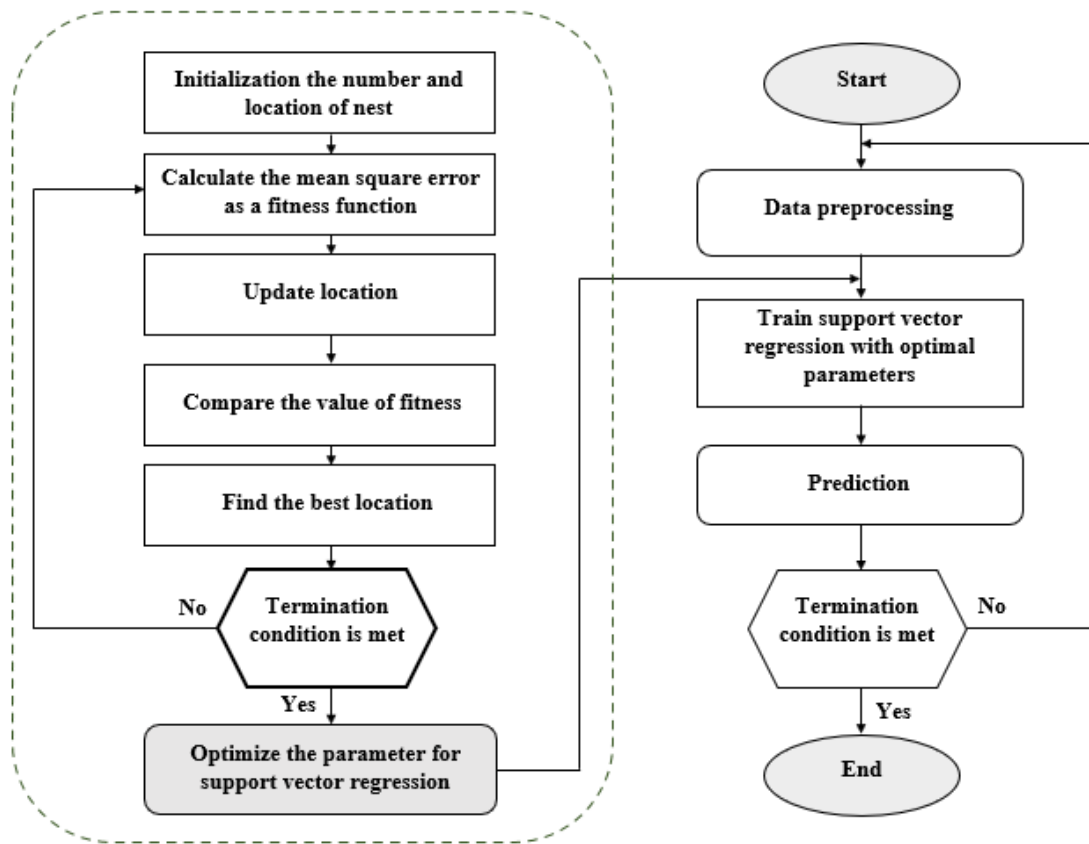 Initialization the number and
location of nest
Calculate the mean square error
as a fitness function
Update location
Compare the value of fitness
Find the best location
No
Termination
condition is met
Yes
Optimize the parameter for
support vector regression
Start
Data preprocessing
Train support vector
regression with optimal
parameters
Prediction
Termination
condition is met
No
Yes
End